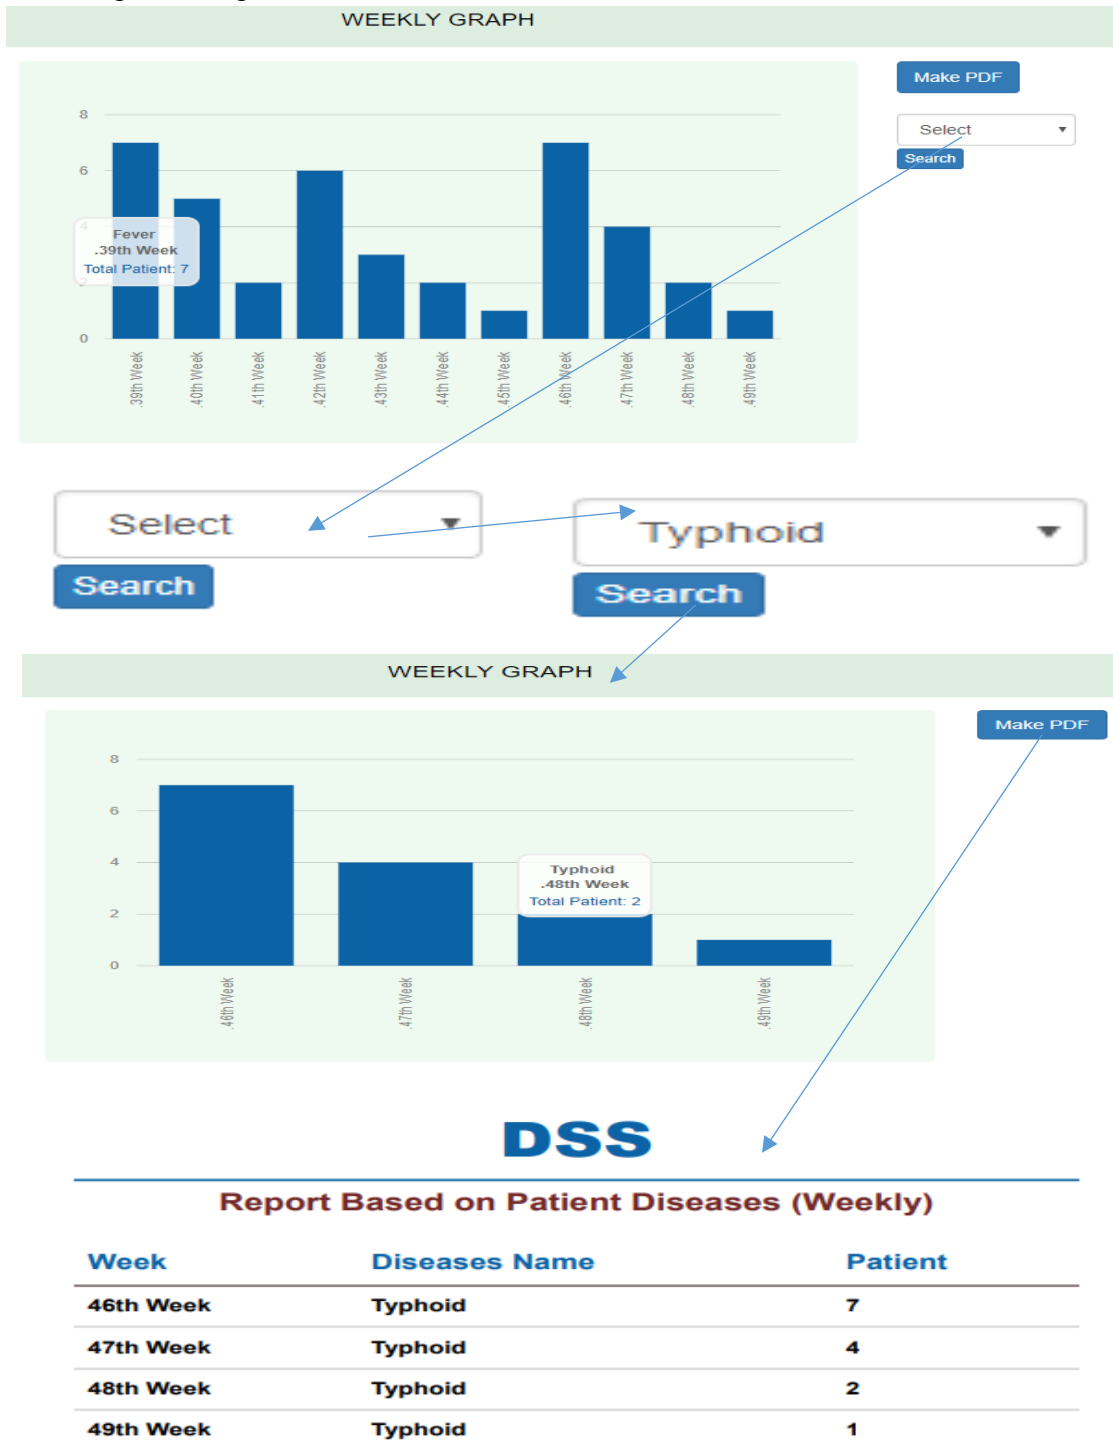 WEEKLY GRAPH
Make PDF
Select
Search
8
6
4
2
0
Fever
.39th Week
Total Patient: 7
.39th Week
.40th Week
.41th Week
.42th Week
.43th Week
.44th Week
.45th Week
.46th Week
.47th Week
.48th Week
.49th Week
Select
Search
Typhoid
Search
WEEKLY GRAPH
Make PDF
8
6
4
2
0
Typhoid
.48th Week
Total Patient: 2
.46th Week
.47th Week
.48th Week
.49th Week
DSS
Report Based on Patient Diseases (Weekly)
Week Diseases Name Patient
46th Week Typhoid 7
47th Week Typhoid 4
48th Week Typhoid 2
49th Week Typhoid 1